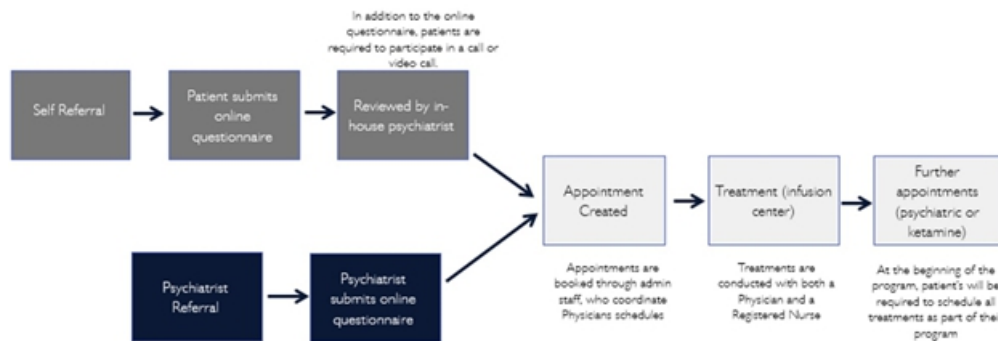 In addition to the online
questionnaire, patients are
required to participate in a call or
video call.
Self Referral
Patient submits
online
questionnaire
Reviewed by in-
house psychiatrist
Appointment
Created
Treatment (infusion
center)
Further
appointments
(psychiatric or
ketamine)
Psychiatrist
Referral
Psychiatrist
submits online
questionnaire
Appointments are
booked through admin
staff, who coordinate
Physicians schedules
Treatments are
conducted with both a
Physician and a
Registered Nurse
At the beginning of the
program, patient's will be
required to schedule all
treatments as part of their
program